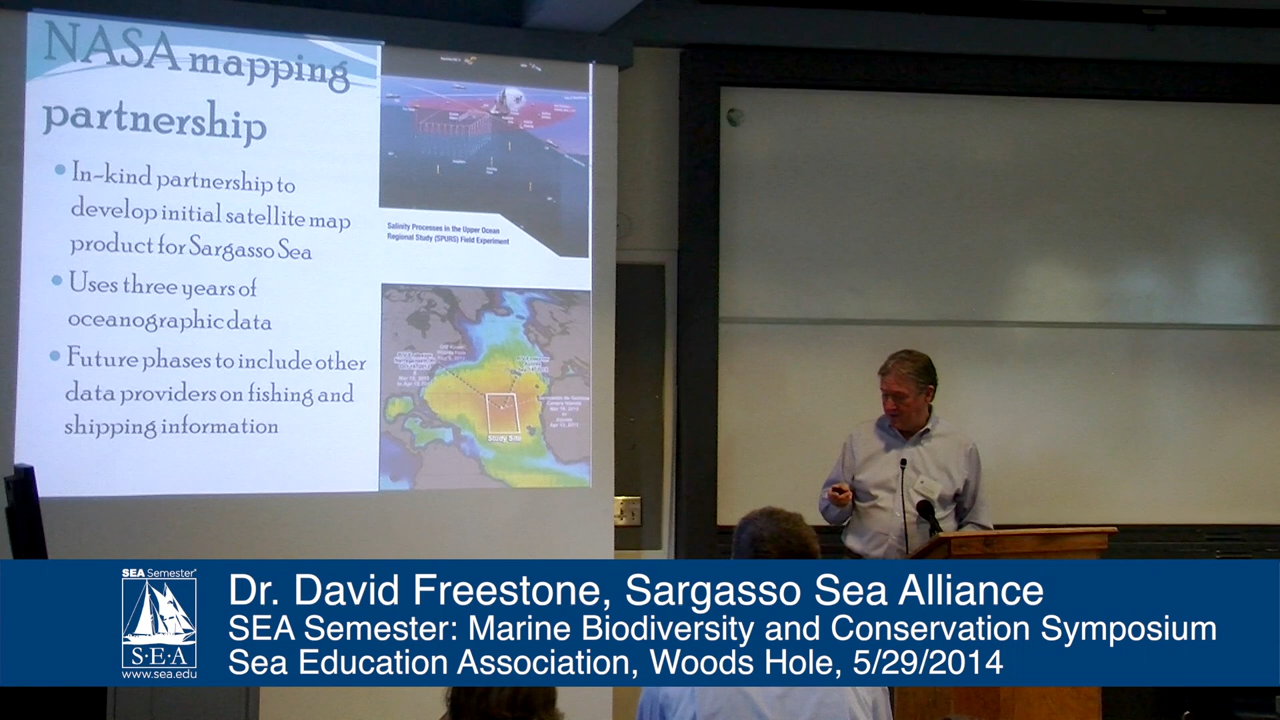 NASA mapping
partnership
In-kind partnership to
develop initial satellite map
product for Sargasso Sea
Uses three years of
oceanographic data
Future phases to include other
data providers on fishing and
shipping information
Salinity Processes in the Upper Ocean
Regional Study (SPURS) Field Experiment
Study Site
SEA Semester®
S·E·A
www.sea.edu
Dr. David Freestone, Sargasso Sea Alliance
SEA Semester: Marine Biodiversity and Conservation Symposium
Sea Education Association, Woods Hole, 5/29/2014